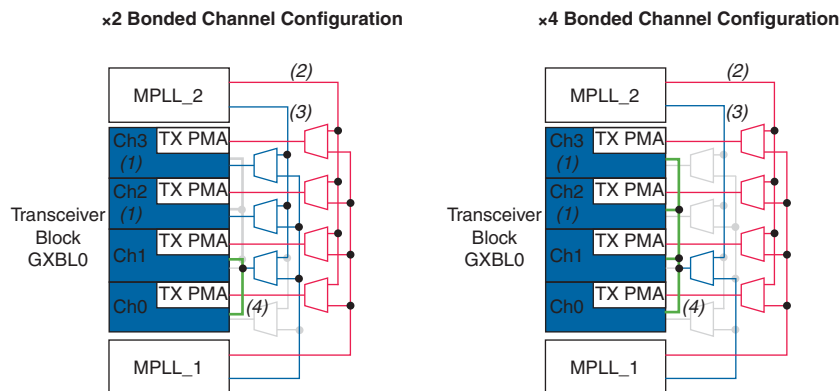 ×2 Bonded Channel Configuration
MPLL_2
(2)
(3)
Ch3
TX PMA
(1)
Ch2
TX PMA
(1)
Transceiver
Block
GXBL0
Ch1
TX PMA
Ch0
TX PMA
(4)
MPLL_1
×4 Bonded Channel Configuration
MPLL_2
(2)
(3)
Ch3
TX PMA
(1)
Ch2
TX PMA
(1)
Transceiver
Block
GXBL0
Ch1
TX PMA
Ch0
TX PMA
(4)
MPLL_1